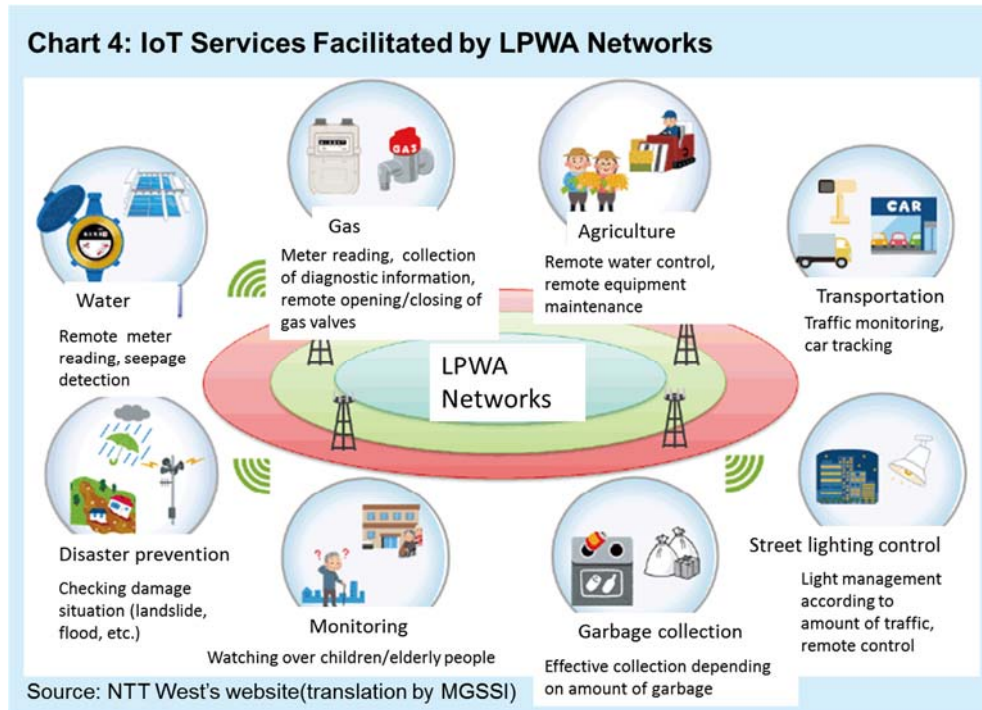 Chart 4: IoT Services Facilitated by LPWA Networks
GAS
Gas
Meter reading, collection
of diagnostic information,
remote opening/closing of
gas valves
Agriculture
Remote water control,
remote equipment
maintenance
CAR
Transportation
Traffic monitoring,
car tracking
Water
Remote meter
reading, seepage
detection
LPWA
Networks
Disaster prevention
Checking damage
situation (landslide,
flood, etc.)
? ?
Monitoring
Watching over children/elderly people
Garbage collection
Effective collection depending
on amount of garbage
Street lighting control
Light management
according to
amount of traffic,
remote control
Source: NTT West's website(translation by MGSSI)